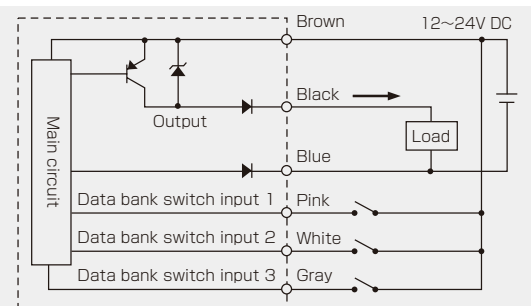 Brown
12～24V DC
Black
Output
Load
Main circuit
Blue
Data bank switch input 1
Pink
Data bank switch input 2
White
Data bank switch input 3
Gray